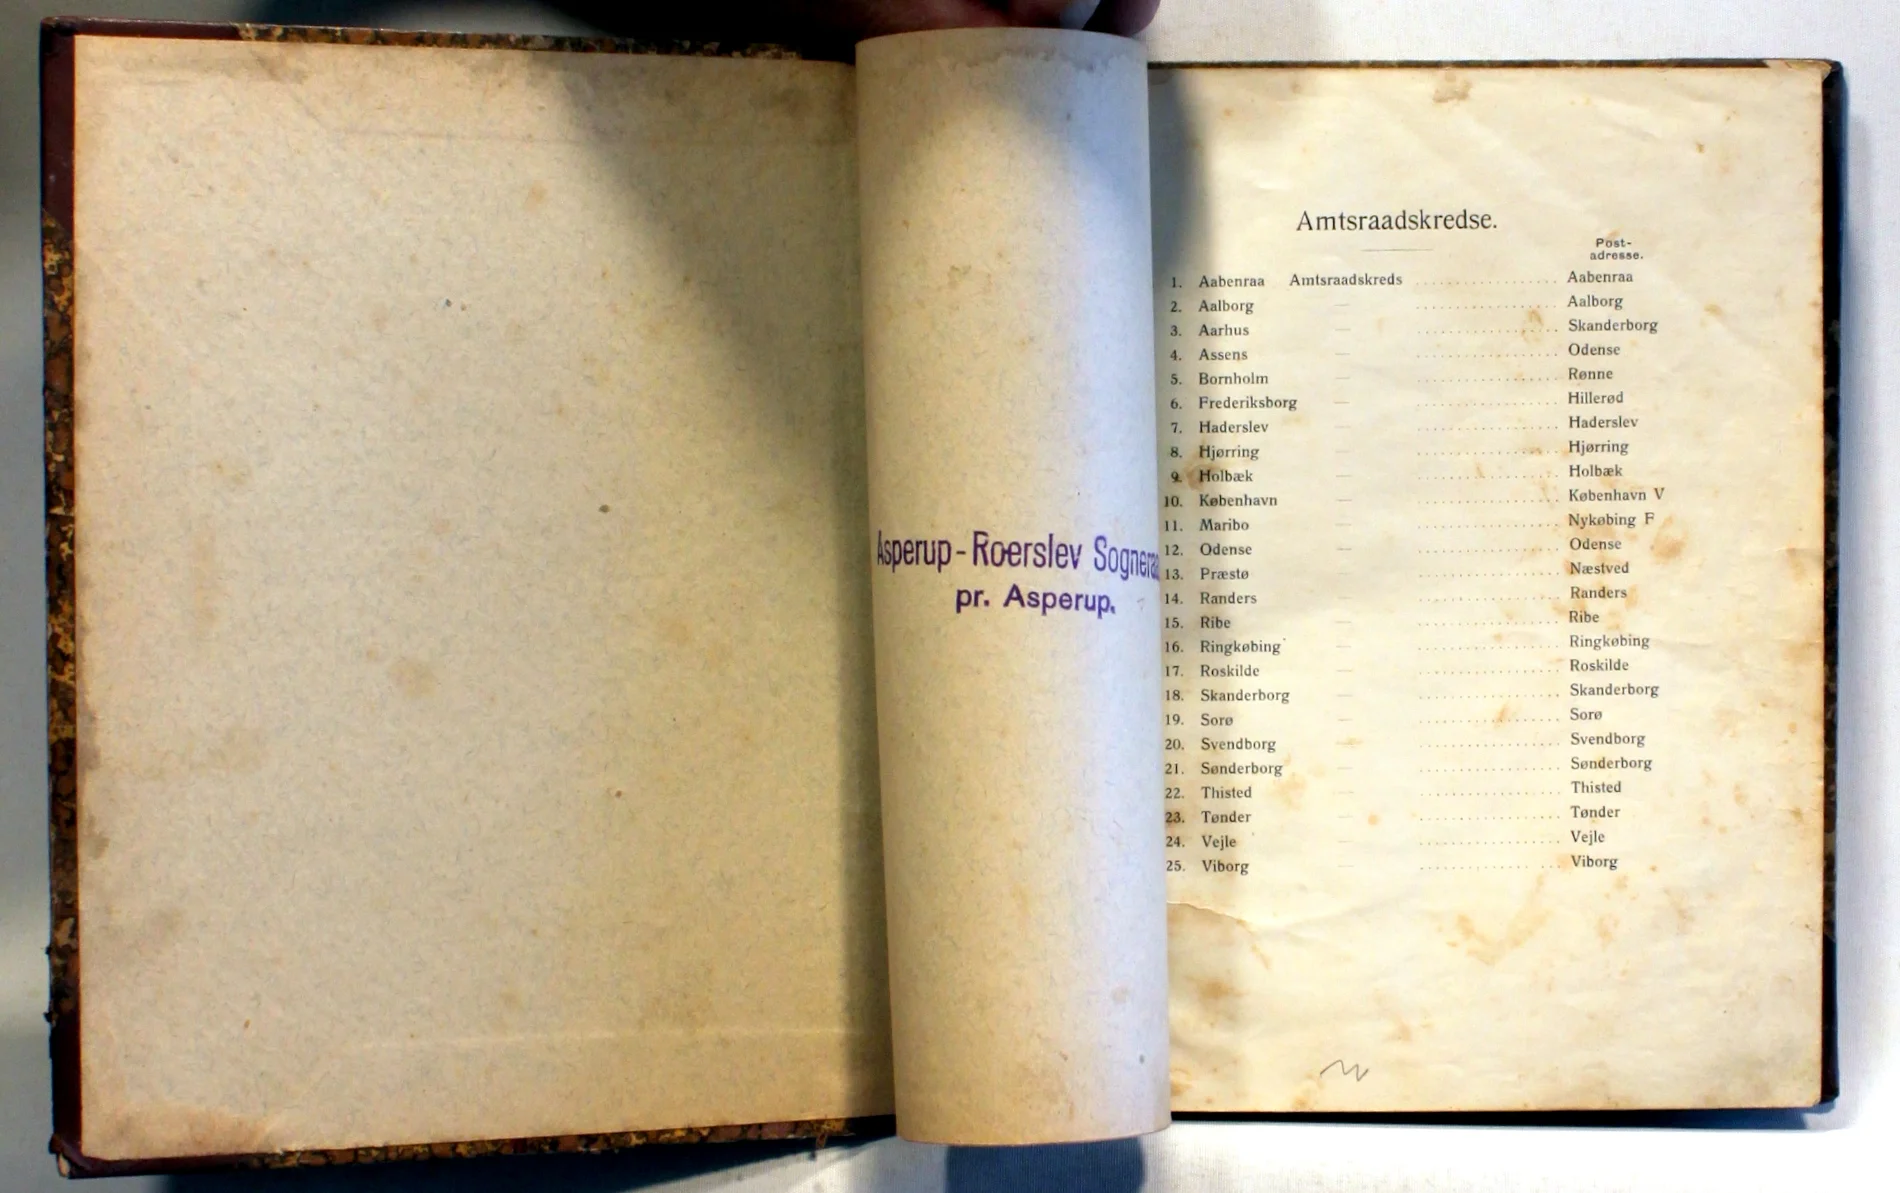 Asperup-Roerslev
pr. Asperup.
Amtsraadskredse.
Post-
adresse.
1. Aabenraa Amtsraadskreds .................. Aabenraa
2. Aalborg — .................. Aalborg
3. Aarhus — .................. Skanderborg
4. Assens — .................. Odense
5. Bornholm — .................. Rønne
6. Frederiksborg — .................. Hillerød
7. Haderslev — .................. Haderslev
8. Hjørring — .................. Hjørring
9. Holbæk — .................. Holbæk
10. København — .................. København V
11. Maribo — .................. Nykøbing F
12. Odense — .................. Odense
13. Præstø — .................. Næstved
14. Randers — .................. Randers
15. Ribe — .................. Ribe
16. Ringkøbing — .................. Ringkøbing
17. Roskilde — .................. Roskilde
18. Skanderborg — .................. Skanderborg
19. Sorø — .................. Sorø
20. Svendborg — .................. Svendborg
21. Sønderborg — .................. Sønderborg
22. Thisted — .................. Thisted
23. Tønder — .................. Tønder
24. Vejle — .................. Vejle
25. Viborg — .................. Viborg